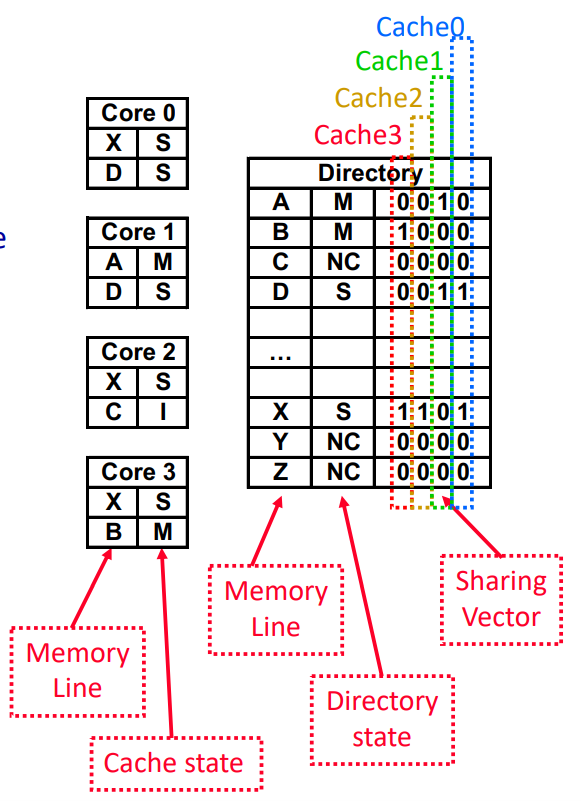 Cache0
Cache1
Cache2
Cache3
Core 0
X S
D S
e
Core 1
A M
D S
Core 2
X S
C I
Core 3
X S
B M
Directory
A M 0 0 1 0
B M 1 0 0 0
C NC 0 0 0 0
D S 0 0 1 1
...
X S 1 1 0 1
Y NC 0 0 0 0
Z NC 0 0 0 0
Memory
Line
Cache state
Memory
Line
Directory
state
Sharing
Vector